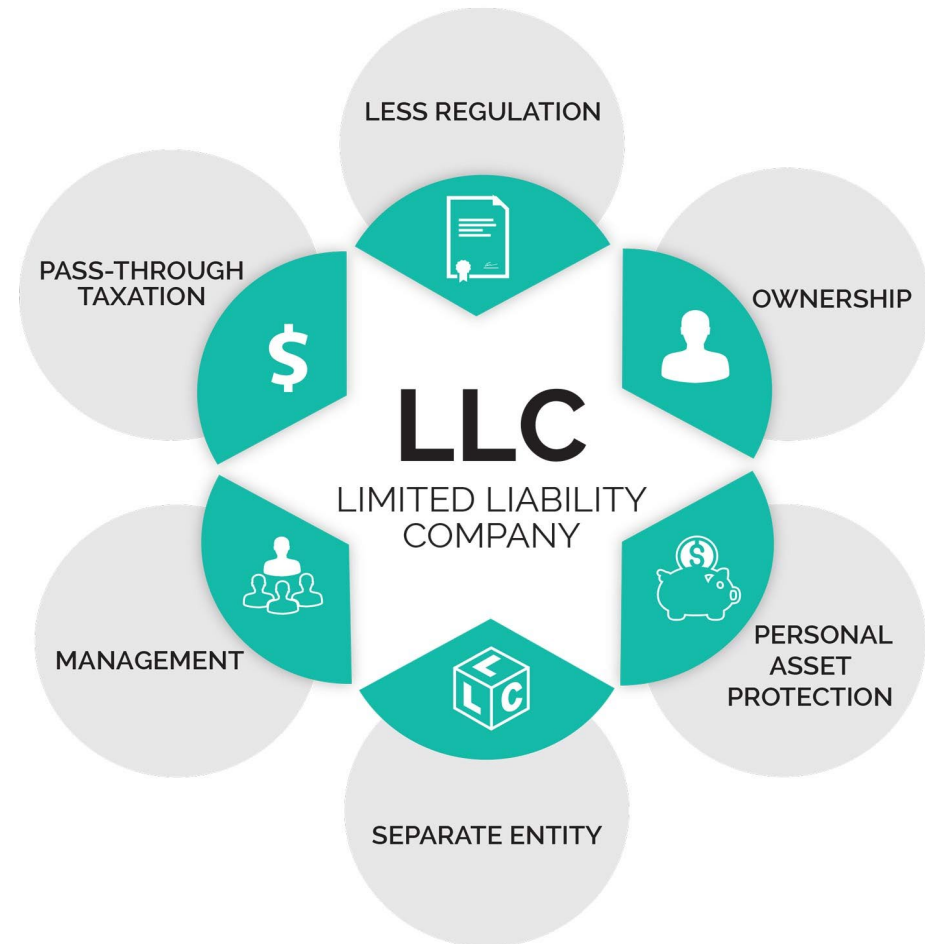 LESS REGULATION
PASS-THROUGH
TAXATION
$
OWNERSHIP
LLC
LIMITED LIABILITY
COMPANY
$
MANAGEMENT
PERSONAL
ASSET
PROTECTION
L
L C
SEPARATE ENTITY